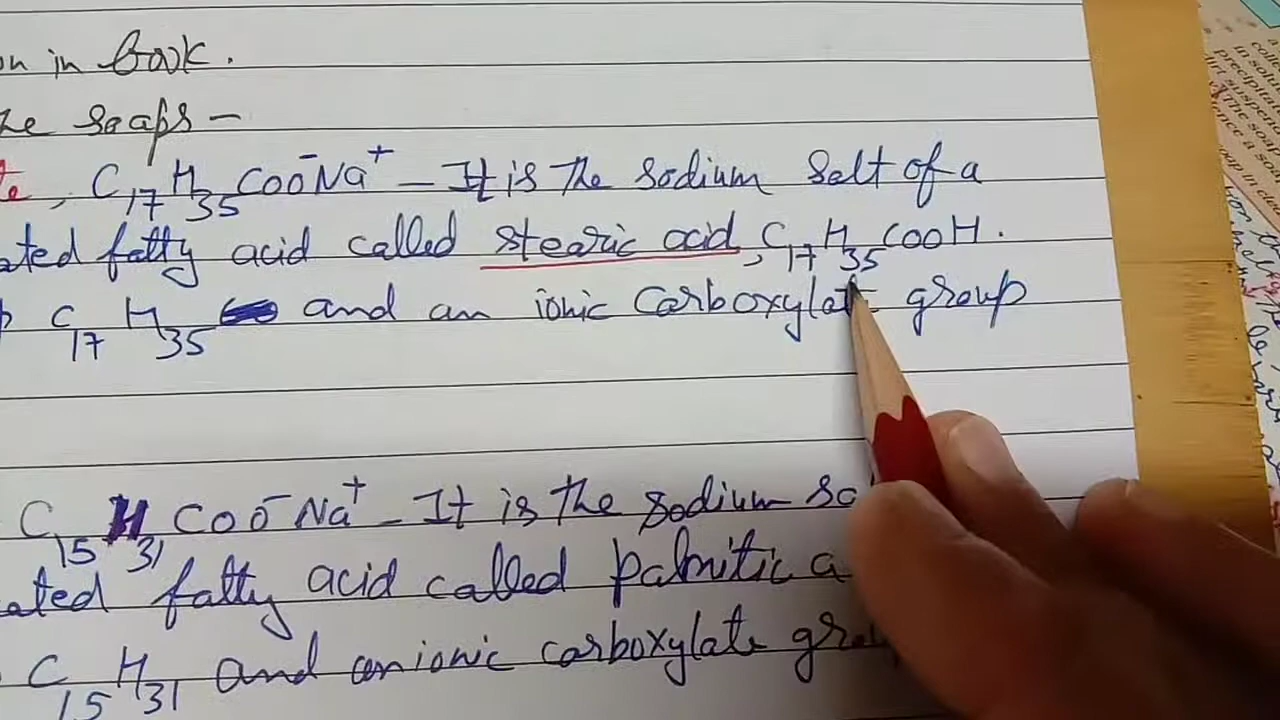 on in book.
soaps –
, C17H35COO⁻Na⁺ – It is the sodium salt of a
ated fatty acid called stearic acid, C17H35COOH.
C17H35 and an ionic carboxylate group
C15H31COO⁻Na⁺ – It is the sodium
ated fatty acid called palmitic a
C15H31 and an ionic carboxylate